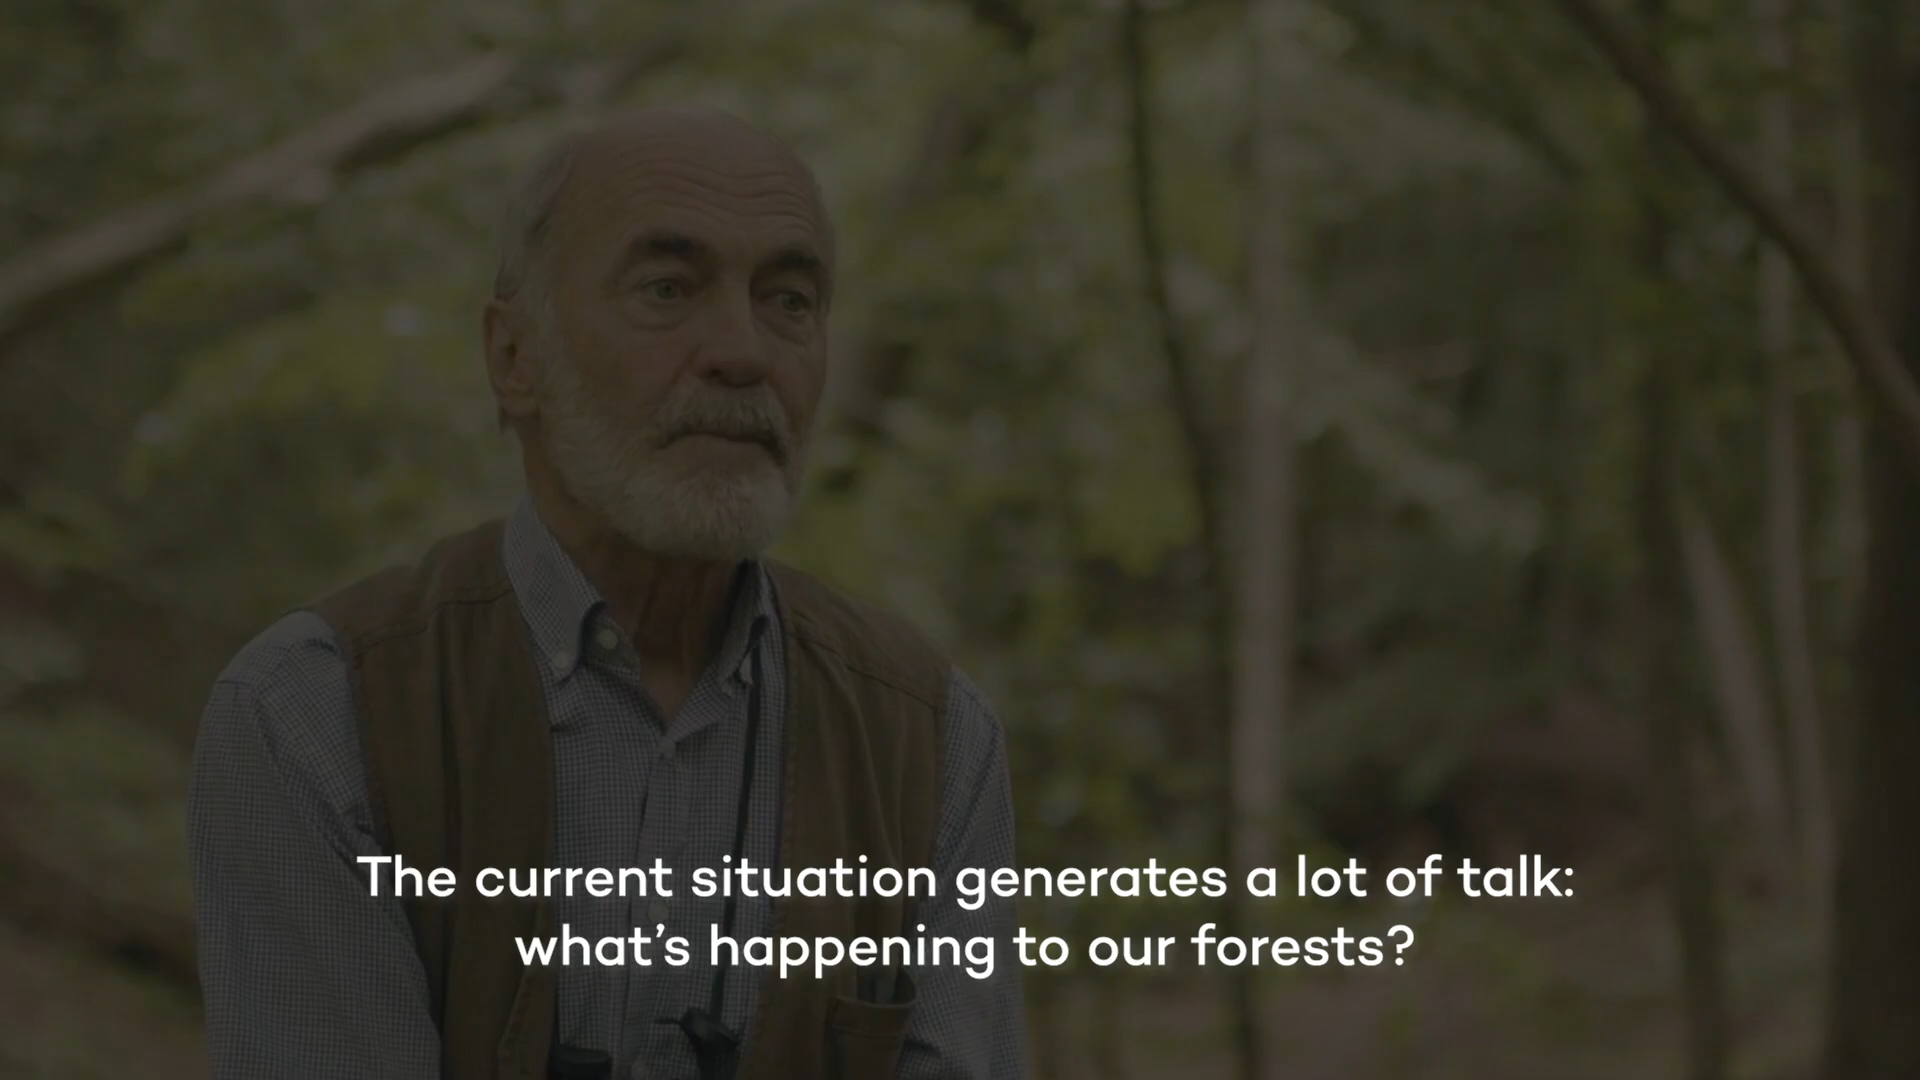 The current situation generates a lot of talk:
what’s happening to our forests?